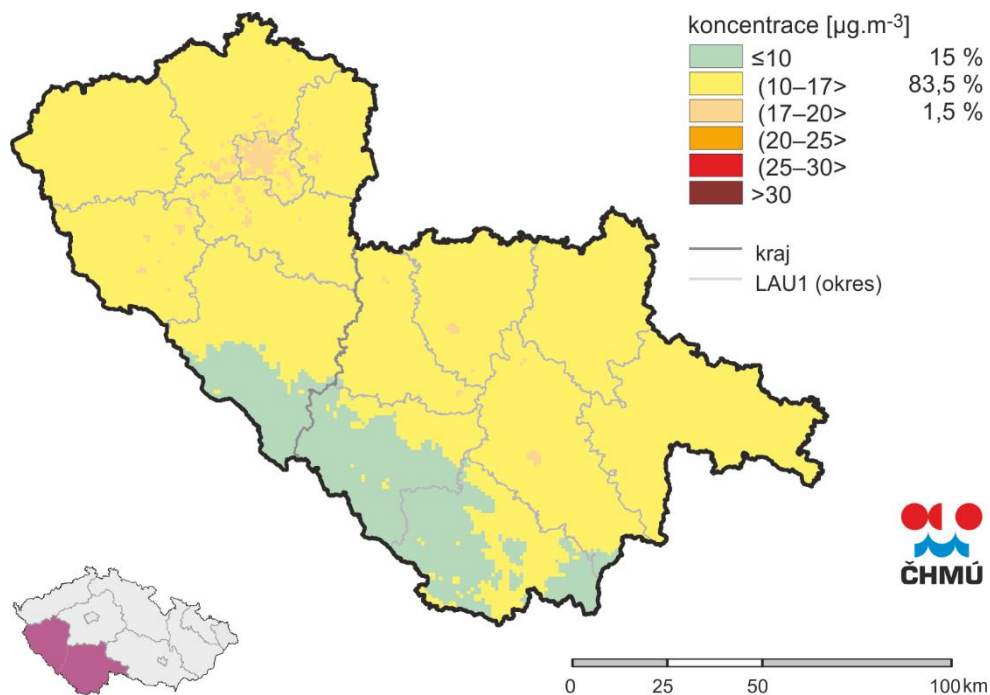 koncentrace [µg.m⁻³]
≤10 15 %
(10–17> 83,5 %
(17–20> 1,5 %
(20–25>
(25–30>
>30
kraj
LAU1 (okres)
ČHMÚ
0 25 50 100 km